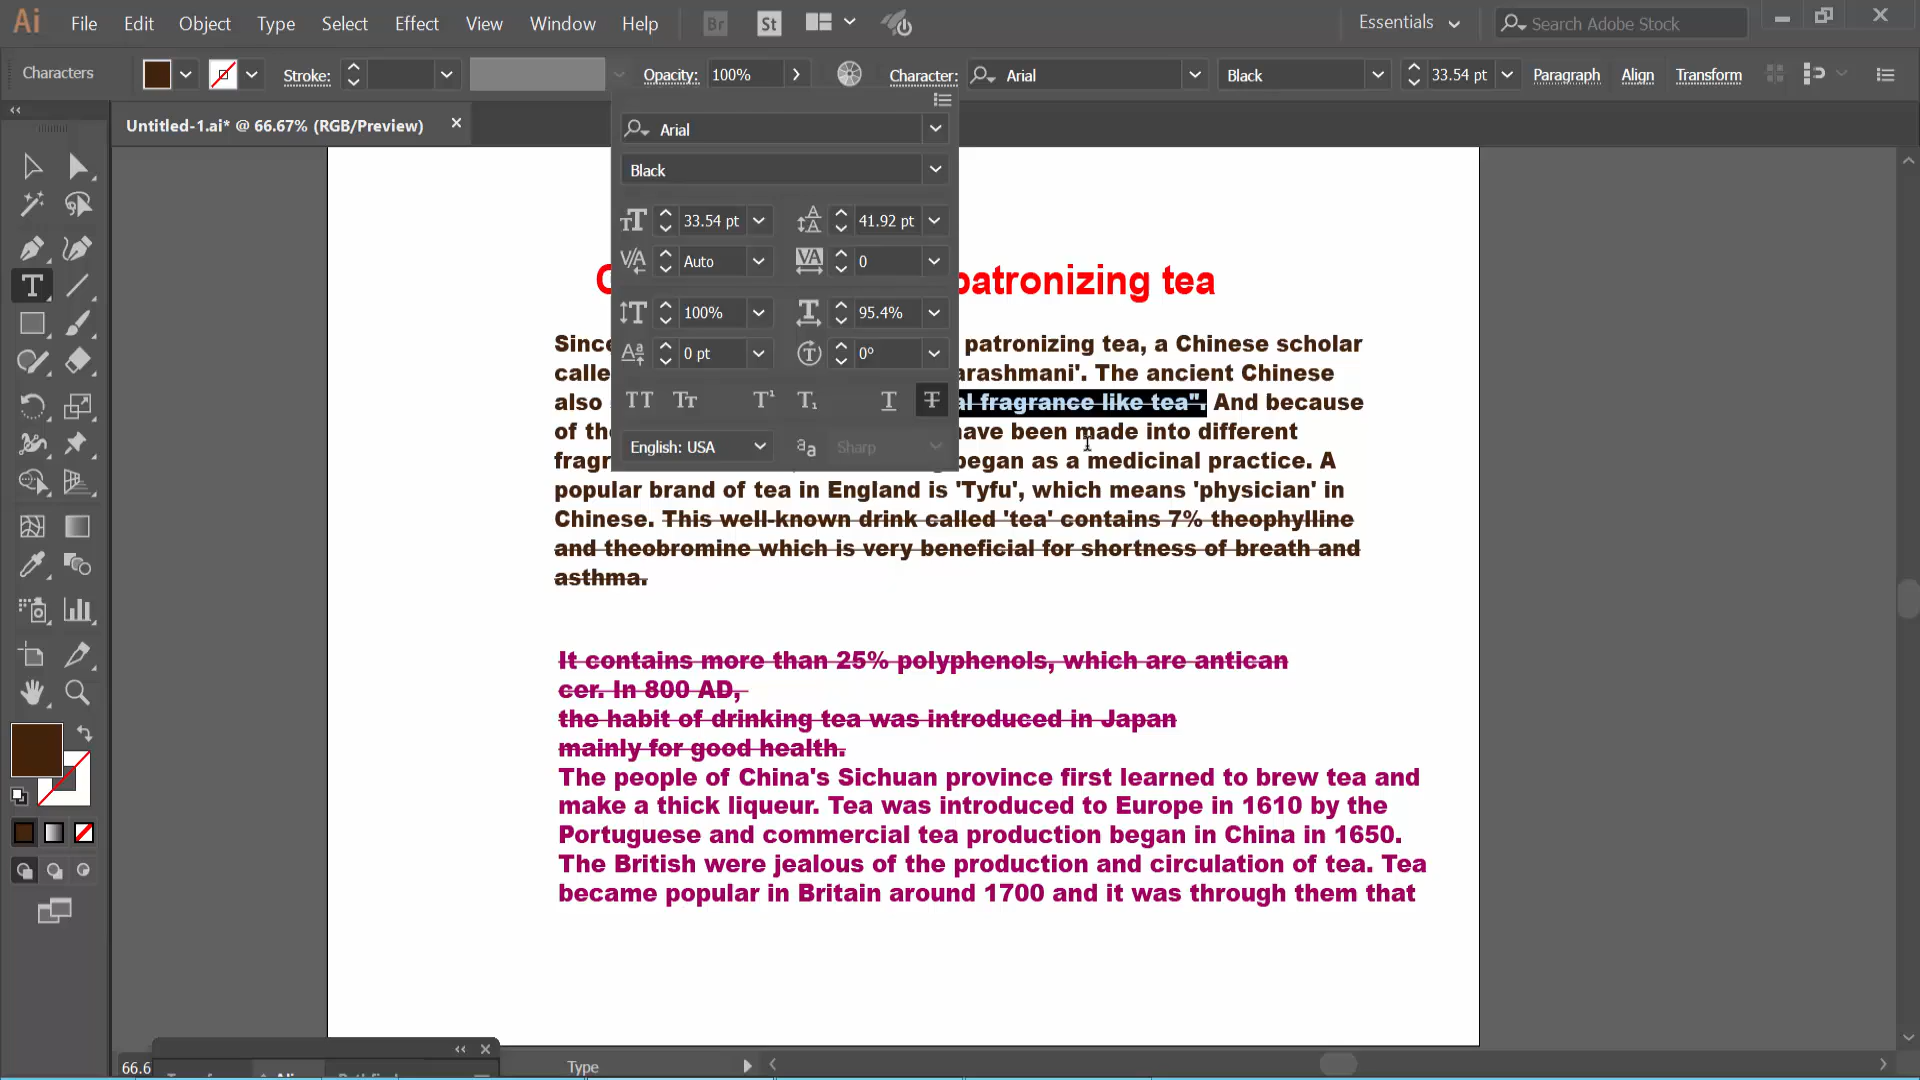 Ai File Edit Object Type Select Effect View Window Help Br St Essentials Search Adobe Stock
Characters Stroke: Opacity: 100% Character: Arial Black 33.54 pt Paragraph Align Transform
Untitled-1.ai* @ 66.67% (RGB/Preview)
Arial
Black
33.54 pt 41.92 pt
Auto 0
100% 95.4%
0 pt 0°
English: USA Sharp
patronizing tea
Since patronizing tea, a Chinese scholar
The ancient Chinese
also fragrance like tea". And because
of have been made into different
began as a medicinal practice. A
popular brand of tea in England is 'Tyfu', which means 'physician' in
Chinese. This well-known drink called 'tea' contains 7% theophylline
and theobromine which is very beneficial for shortness of breath and
asthma.
It contains more than 25% polyphenols, which are antican
cer. In 800 AD,
the habit of drinking tea was introduced in Japan
mainly for good health.
The people of China's Sichuan province first learned to brew tea and
make a thick liqueur. Tea was introduced to Europe in 1610 by the
Portuguese and commercial tea production began in China in 1650.
The British were jealous of the production and circulation of tea. Tea
became popular in Britain around 1700 and it was through them that
66.6 Type